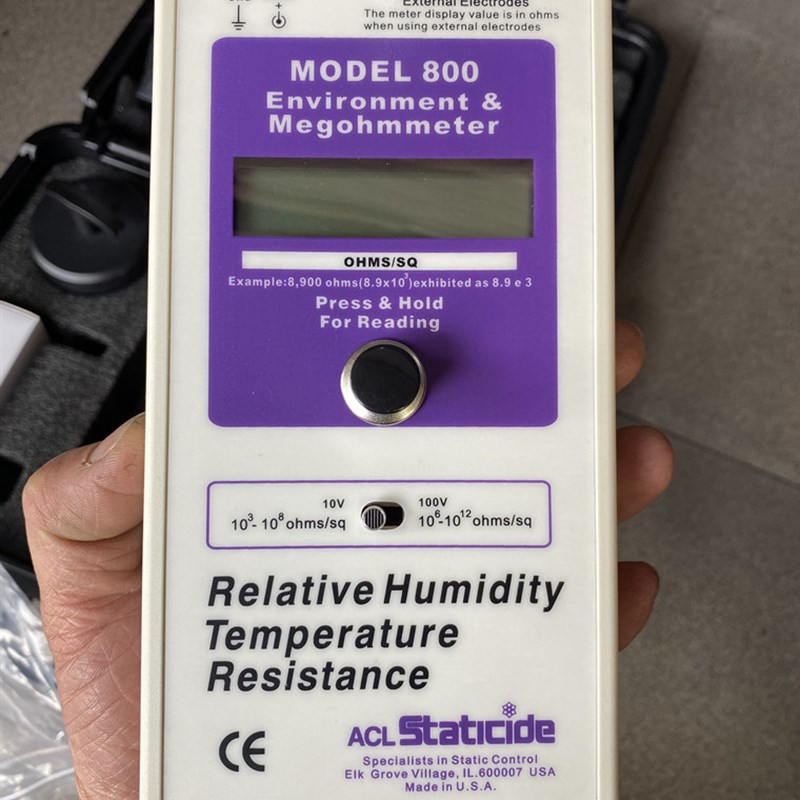 External Electrodes
The meter display value is in ohms
when using external electrodes
MODEL 800
Environment &
Megohmmeter
OHMS/SQ
Example:8,900 ohms(8.9x10³)exhibited as 8.9 e 3
Press & Hold
For Reading
10V
10³- 10⁸ohms/sq
100V
10⁶-10¹²ohms/sq
Relative Humidity
Temperature
Resistance
CE
ACL Staticide
Specialists in Static Control
Elk Grove Village, IL.600007 USA
Made in U.S.A.